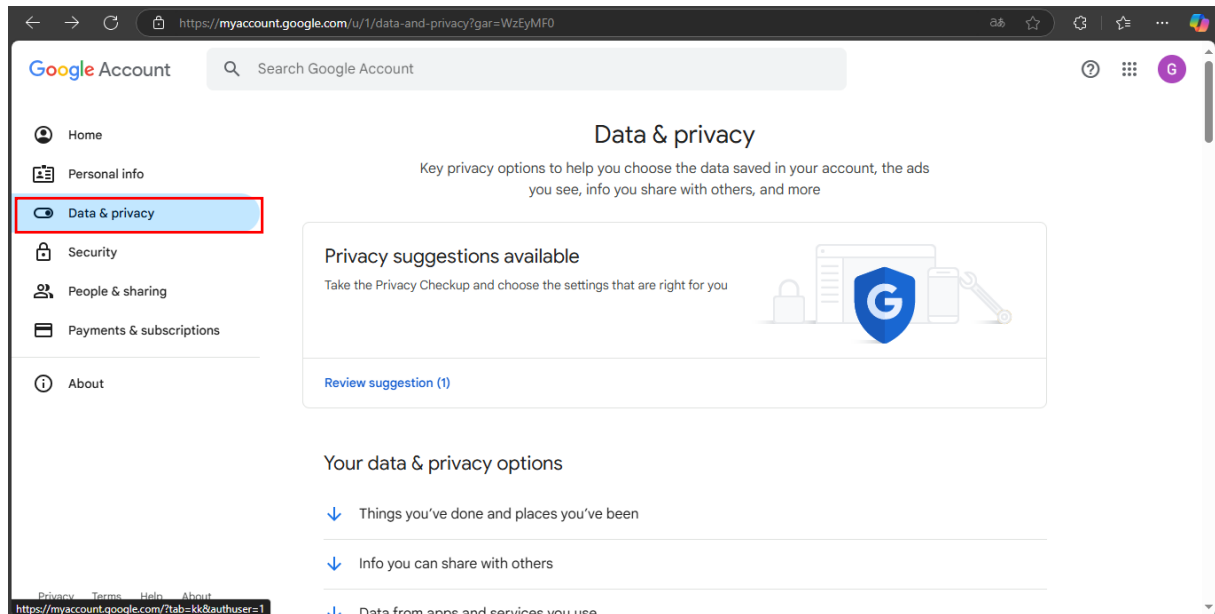 https://myaccount.google.com/u/1/data-and-privacy?gar=WzEyMF0
Google Account
Search Google Account
G
Home
Personal info
Data & privacy
Security
People & sharing
Payments & subscriptions
About
Data & privacy
Key privacy options to help you choose the data saved in your account, the ads
you see, info you share with others, and more
Privacy suggestions available
Take the Privacy Checkup and choose the settings that are right for you
G
Review suggestion (1)
Your data & privacy options
Things you've done and places you've been
Info you can share with others
Data from apps and services you use
Privacy Terms Help About
https://myaccount.google.com/?tab=kk&authuser=1